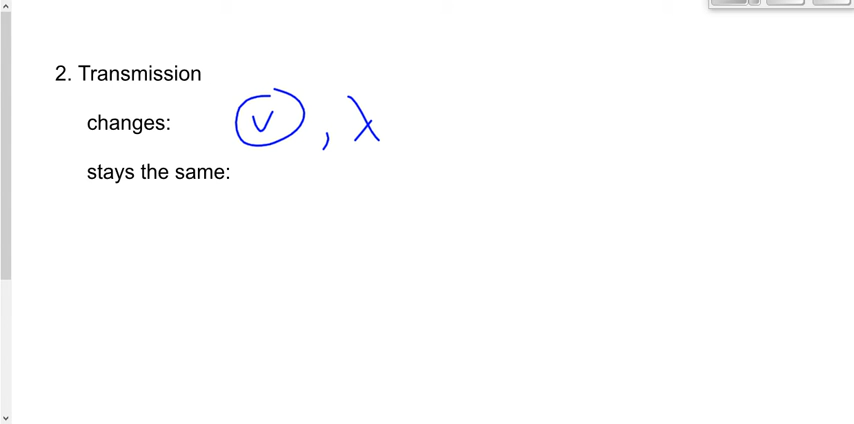 2. Transmission
changes: v , λ
stays the same: